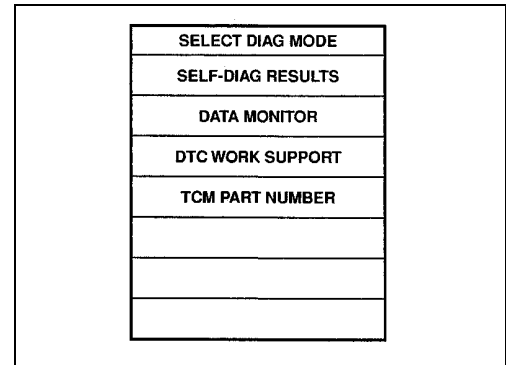 SELECT DIAG MODE
SELF-DIAG RESULTS
DATA MONITOR
DTC WORK SUPPORT
TCM PART NUMBER